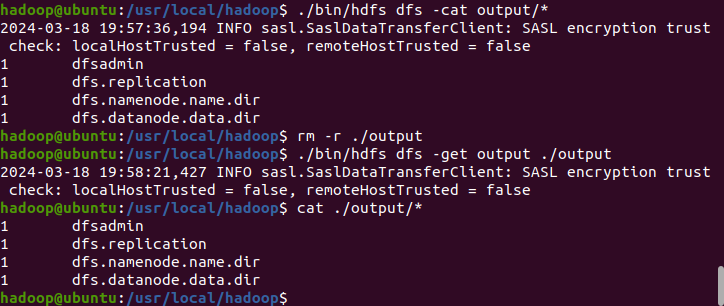 hadoop@ubuntu:/usr/local/hadoop$ ./bin/hdfs dfs -cat output/*
2024-03-18 19:57:36,194 INFO sasl.SaslDataTransferClient: SASL encryption trust
 check: localHostTrusted = false, remoteHostTrusted = false
1       dfsadmin
1       dfs.replication
1       dfs.namenode.name.dir
1       dfs.datanode.data.dir
hadoop@ubuntu:/usr/local/hadoop$ rm -r ./output
hadoop@ubuntu:/usr/local/hadoop$ ./bin/hdfs dfs -get output ./output
2024-03-18 19:58:21,427 INFO sasl.SaslDataTransferClient: SASL encryption trust
 check: localHostTrusted = false, remoteHostTrusted = false
hadoop@ubuntu:/usr/local/hadoop$ cat ./output/*
1       dfsadmin
1       dfs.replication
1       dfs.namenode.name.dir
1       dfs.datanode.data.dir
hadoop@ubuntu:/usr/local/hadoop$